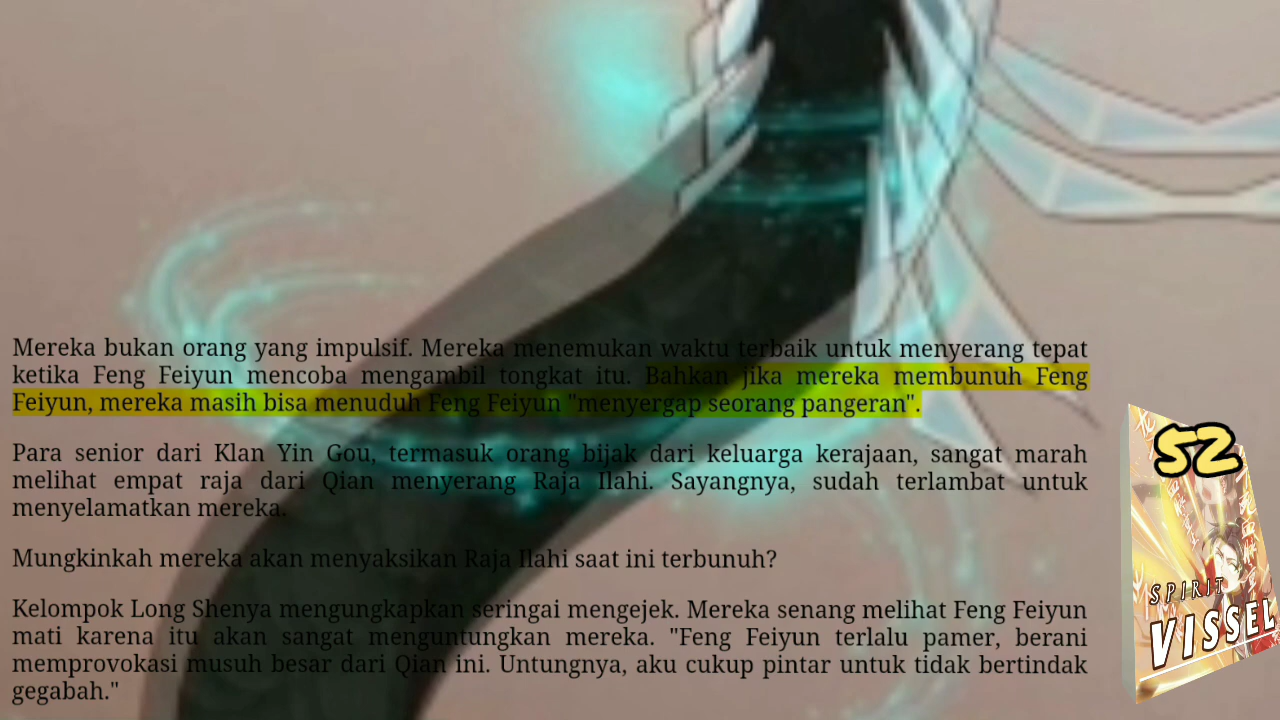 Mereka bukan orang yang impulsif. Mereka menemukan waktu terbaik untuk menyerang tepat
ketika Feng Feiyun mencoba mengambil tongkat itu. Bahkan jika mereka membunuh Feng
Feiyun, mereka masih bisa menuduh Feng Feiyun "menyergap seorang pangeran".
Para senior dari Klan Yin Gou, termasuk orang bijak dari keluarga kerajaan, sangat marah
melihat empat raja dari Qian menyerang Raja Ilahi. Sayangnya, sudah terlambat untuk
menyelamatkan mereka.
Mungkinkah mereka akan menyaksikan Raja Ilahi saat ini terbunuh?
Kelompok Long Shenya mengungkapkan seringai mengejek. Mereka senang melihat Feng Feiyun
mati karena itu akan sangat menguntungkan mereka. "Feng Feiyun terlalu pamer, berani
memprovokasi musuh besar dari Qian ini. Untungnya, aku cukup pintar untuk tidak bertindak
gegabah."
SZ
SPIRIT
VISSEL